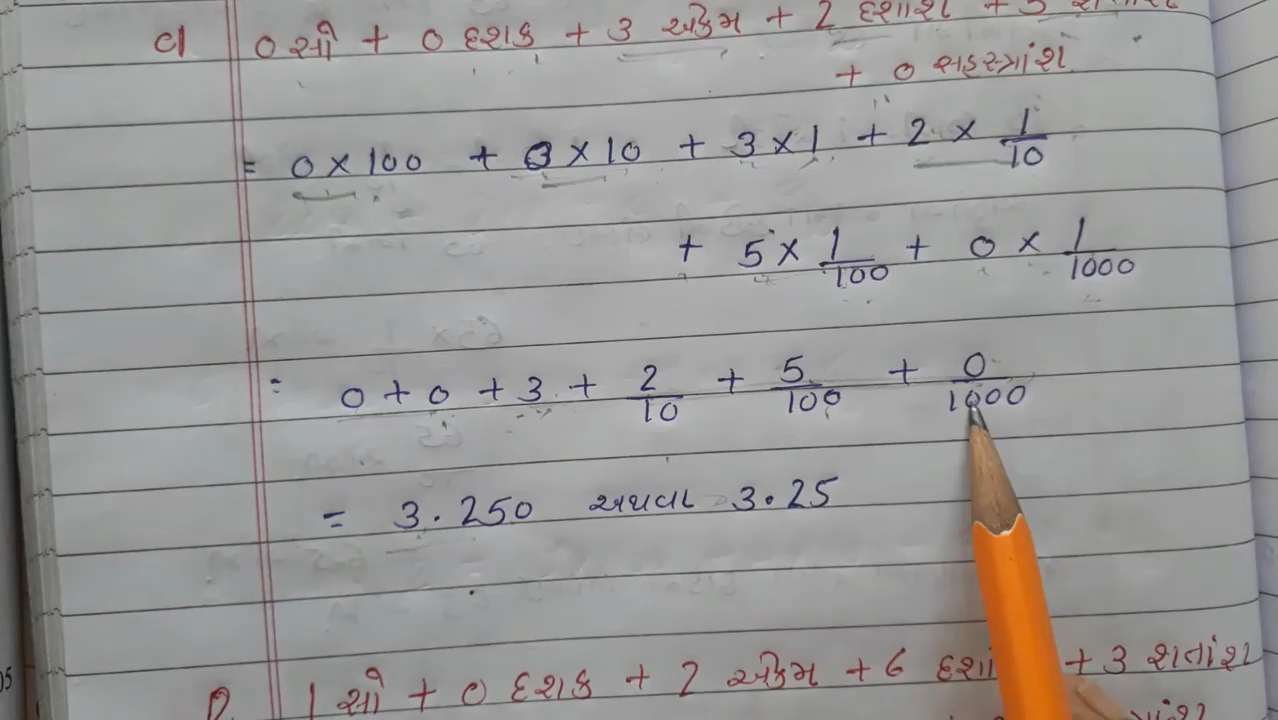 a 0 સો + 0 દશક + 3 એકમ + 2 દશાંશ + 5 શતાંશ
+ 0 સહસ્ત્રાંશ
= 0 × 100 + 0 × 10 + 3 × 1 + 2 × 1/10
+ 5 × 1/100 + 0 × 1/1000
= 0 + 0 + 3 + 2/10 + 5/100 + 0/1000
= 3.250 અથવા 3.25
1 સો + 0 દશક + 2 એકમ + 6 + 3 શતાંશ